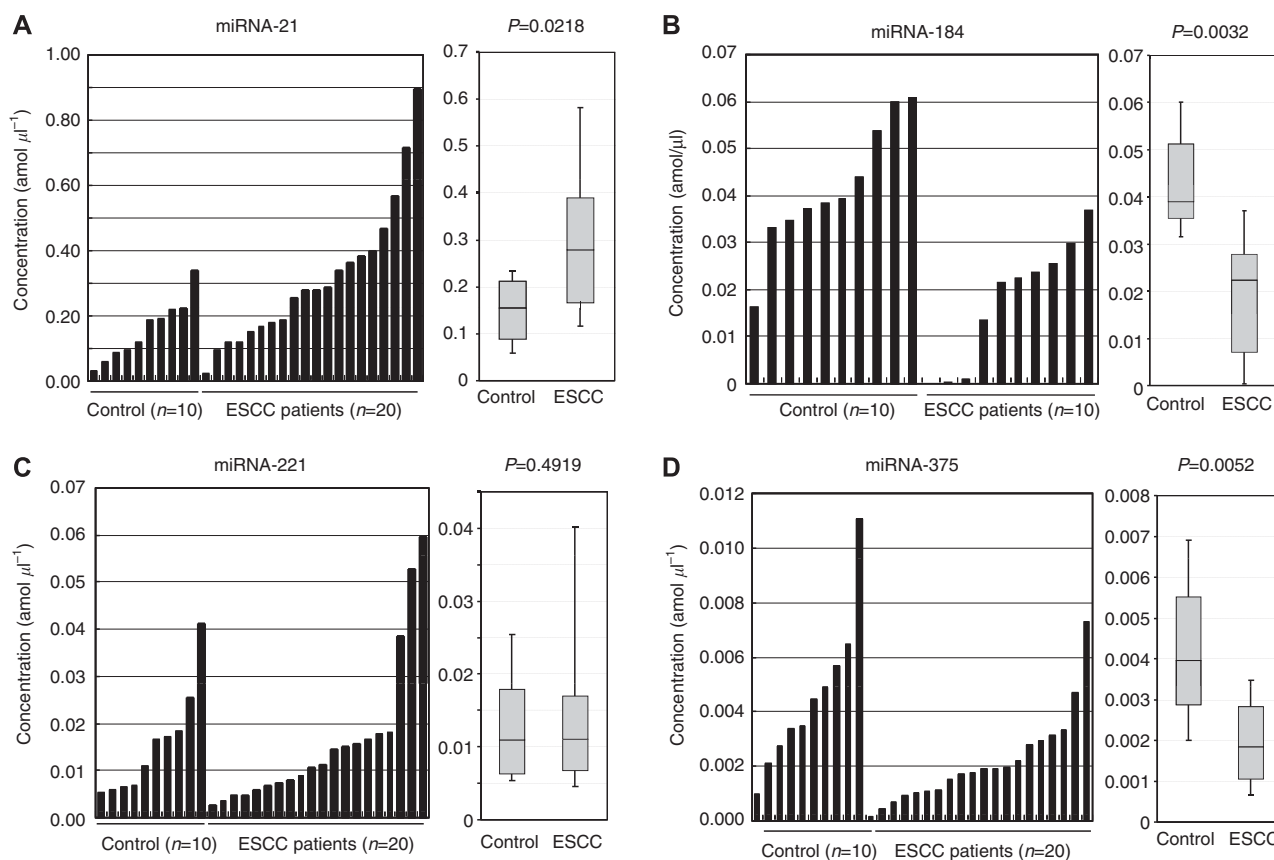 A
miRNA-21
P=0.0218
Concentration (amol μl−1)
1.00
0.80
0.60
0.40
0.20
0.00
Control (n=10)
ESCC patients (n=20)
0.7
0.6
0.5
0.4
0.3
0.2
0.1
0
Control
ESCC
B
miRNA-184
P=0.0032
Concentration (amol/μl)
0.07
0.06
0.05
0.04
0.03
0.02
0.01
0
Control (n=10)
ESCC patients (n=10)
0.07
0.06
0.05
0.04
0.03
0.02
0.01
0
Control
ESCC
C
miRNA-221
P=0.4919
Concentration (amol μl−1)
0.07
0.06
0.05
0.04
0.03
0.02
0.01
0.00
Control (n=10)
ESCC patients (n=20)
0.04
0.03
0.02
0.01
0
Control
ESCC
D
miRNA-375
P=0.0052
Concentration (amol μl−1)
0.012
0.010
0.008
0.006
0.004
0.002
0.000
Control (n=10)
ESCC patients (n=20)
0.008
0.007
0.006
0.005
0.004
0.003
0.002
0.001
0
Control
ESCC